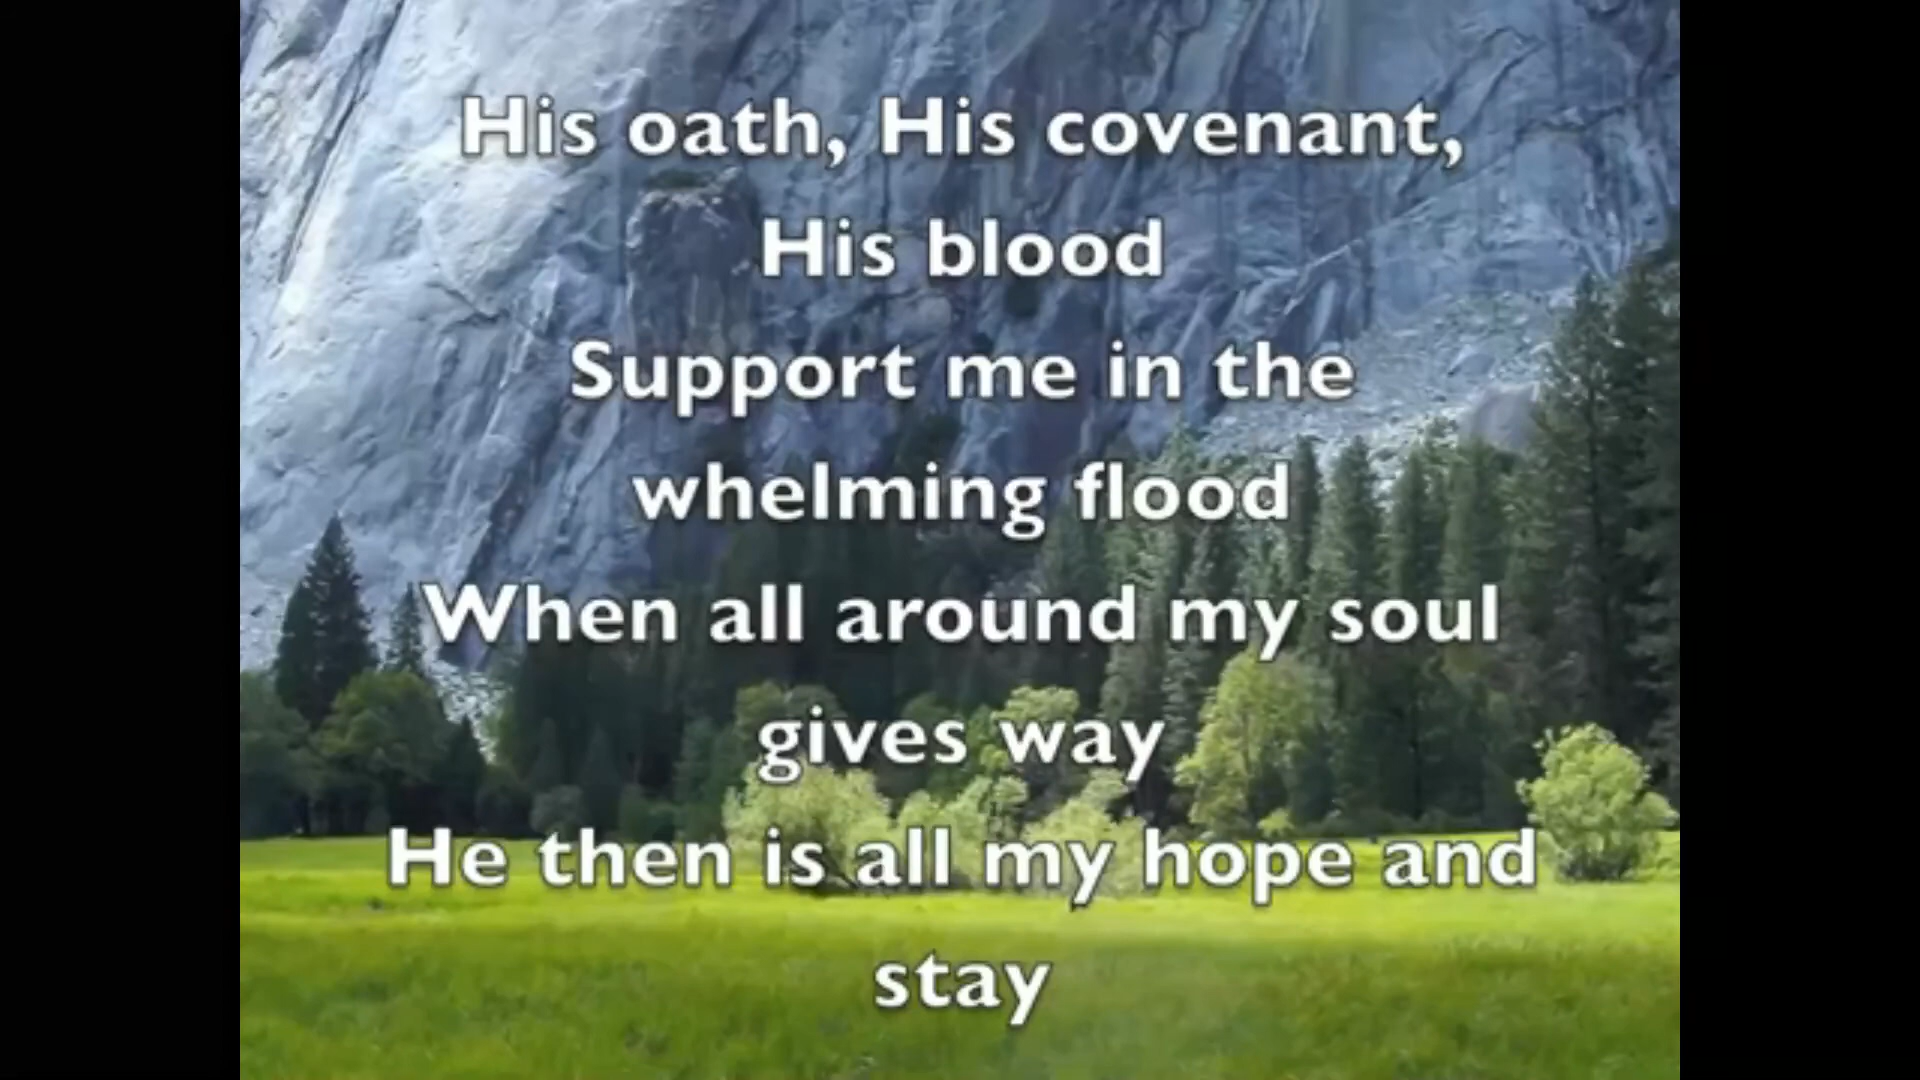 His oath, His covenant,
His blood
Support me in the
whelming flood
When all around my soul
gives way
He then is all my hope and
stay